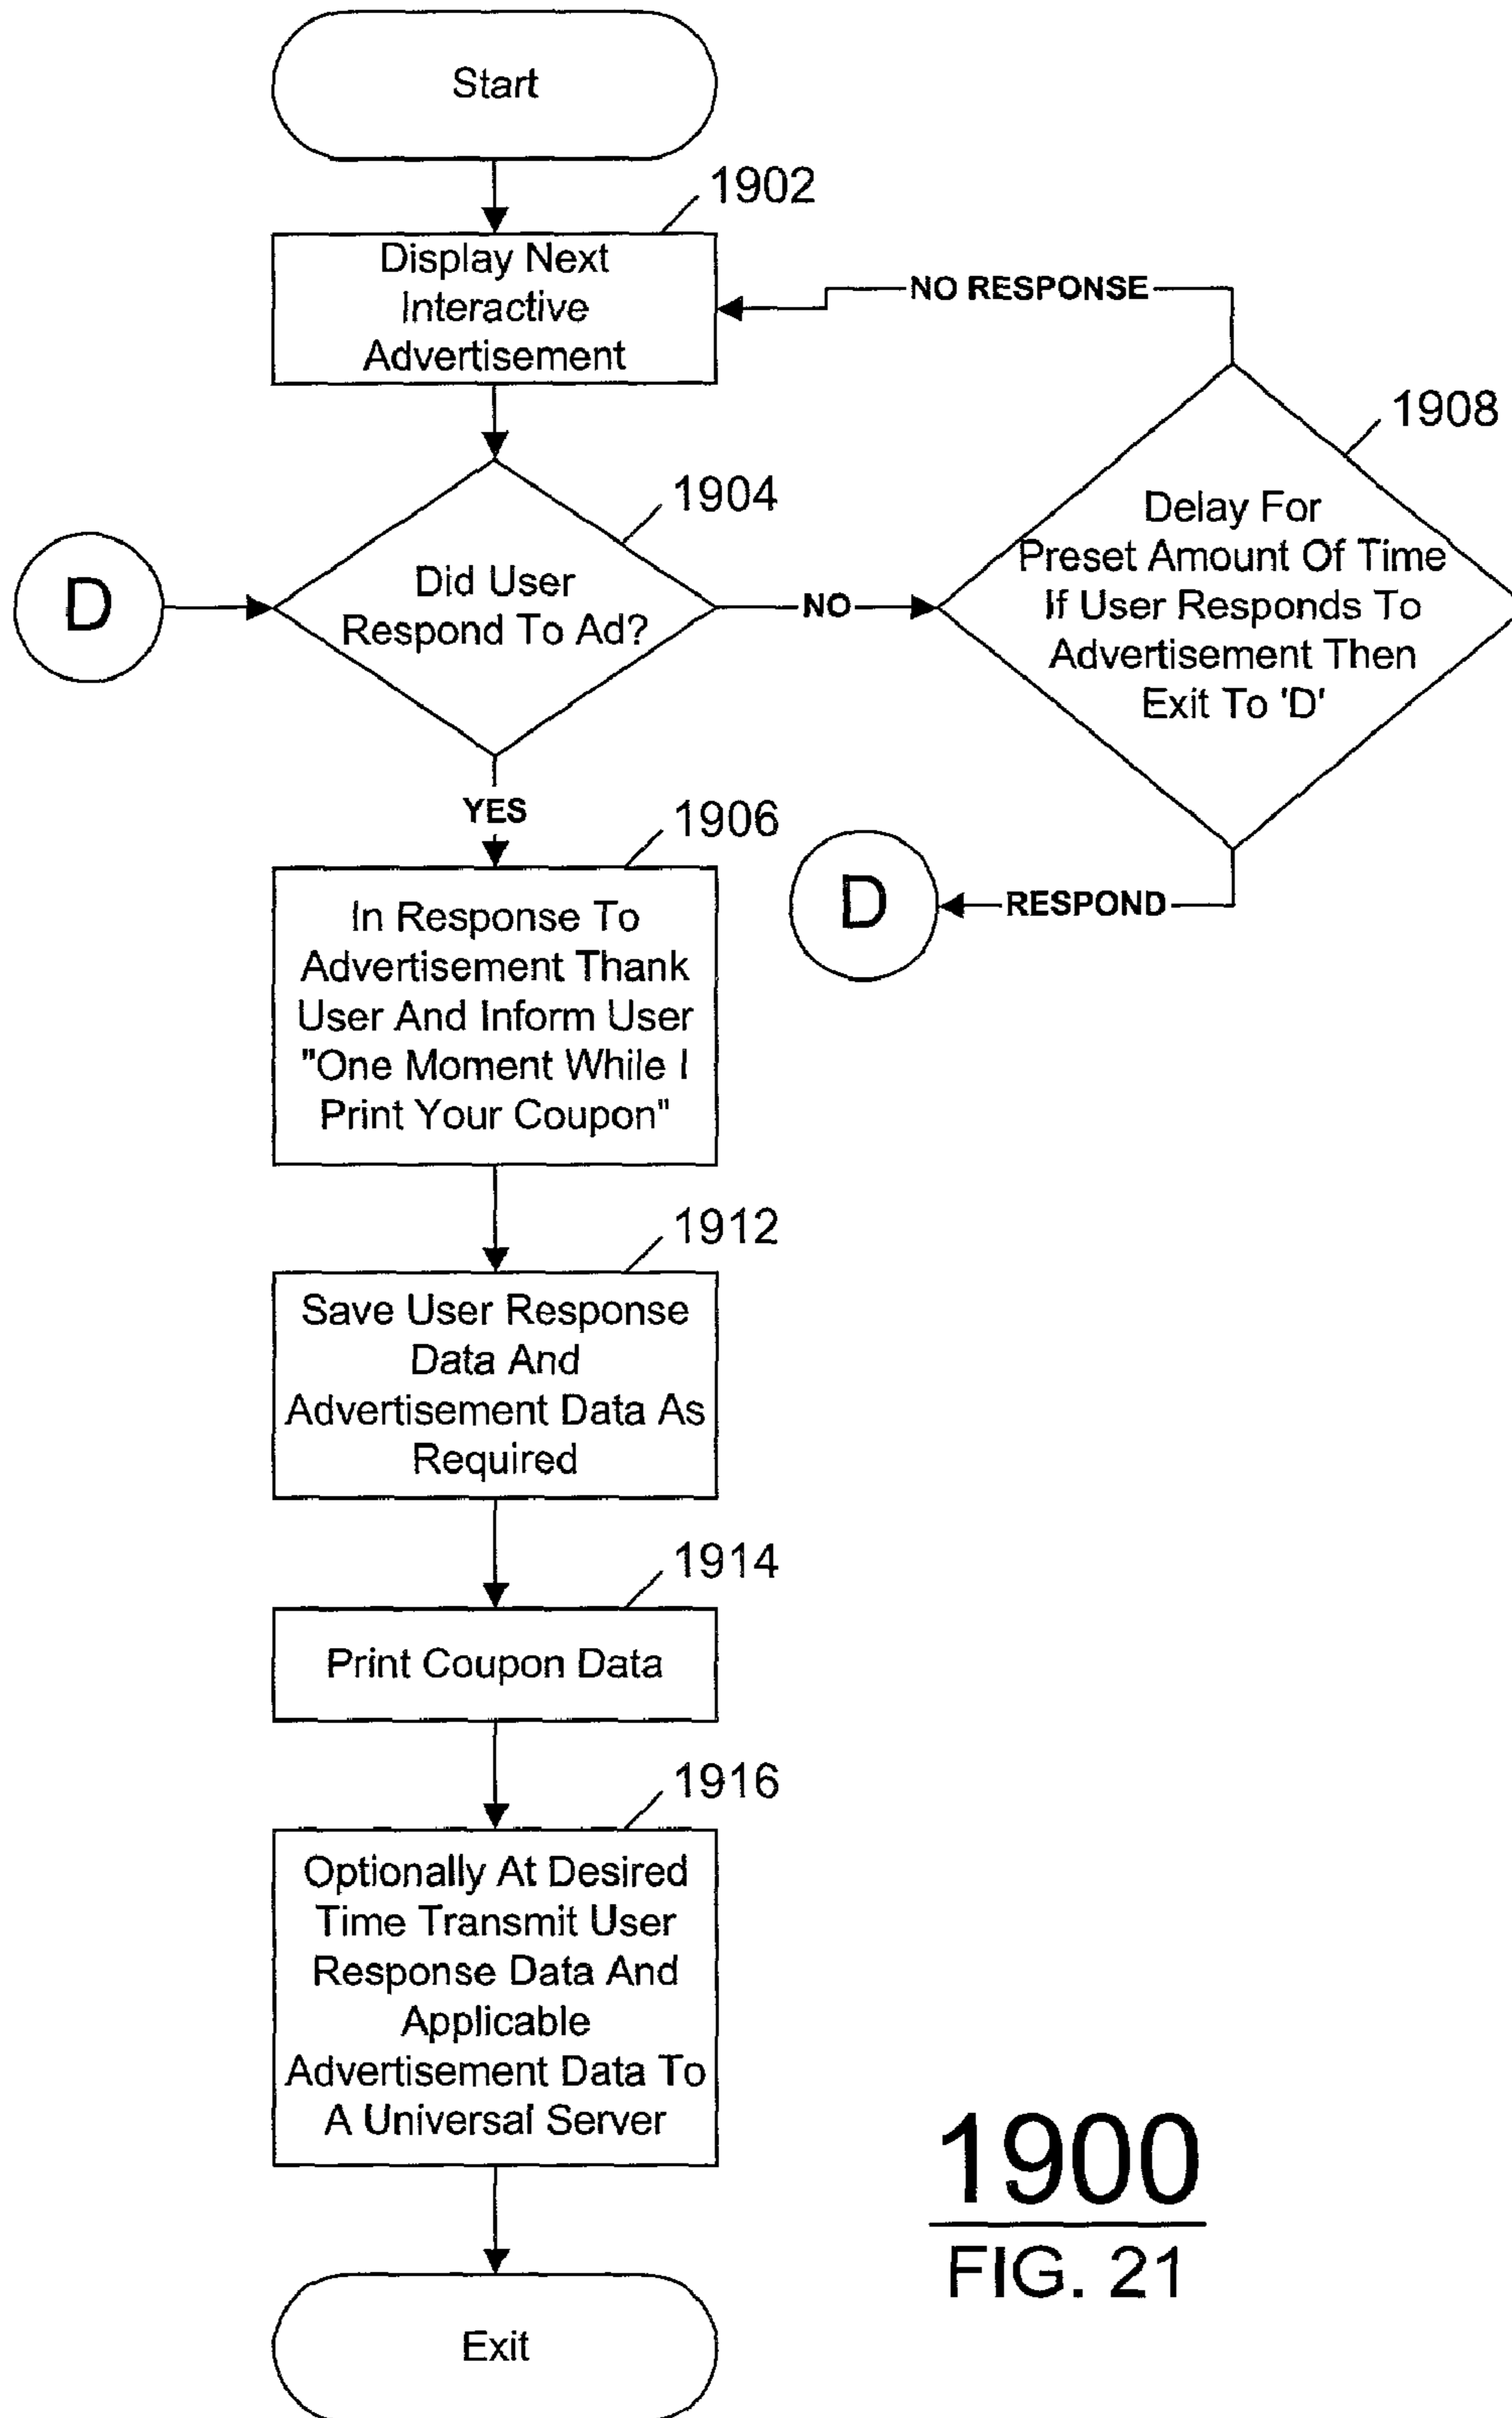 Start
1902
Display Next
Interactive
Advertisement
NO RESPONSE
1908
Delay For
Preset Amount Of Time
If User Responds To
Advertisement Then
Exit To 'D'
1904
D
Did User
Respond To Ad?
NO
YES
RESPOND
D
1906
In Response To
Advertisement Thank
User And Inform User
"One Moment While I
Print Your Coupon"
1912
Save User Response
Data And
Advertisement Data As
Required
1914
Print Coupon Data
1916
Optionally At Desired
Time Transmit User
Response Data And
Applicable
Advertisement Data To
A Universal Server
Exit
1900
FIG. 21